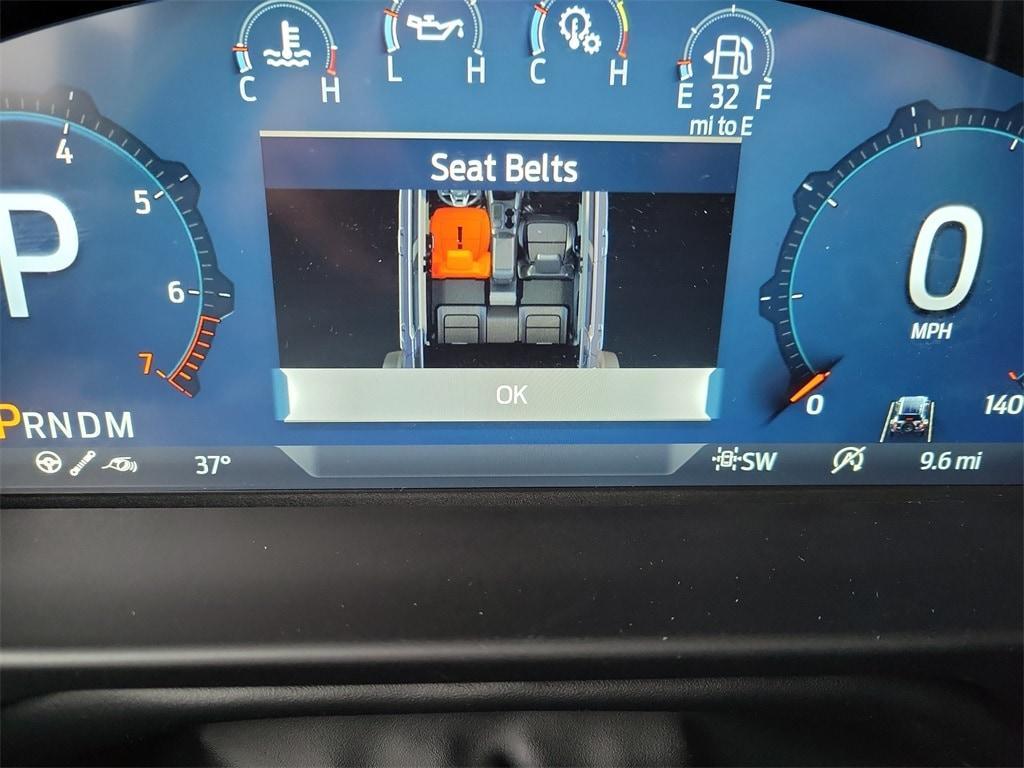 C H
L H
C H
E 32 F
mi to E
Seat Belts
4
5
6
7
P
0
MPH
OK
0
140
PRNDM
37°
SW
9.6 mi